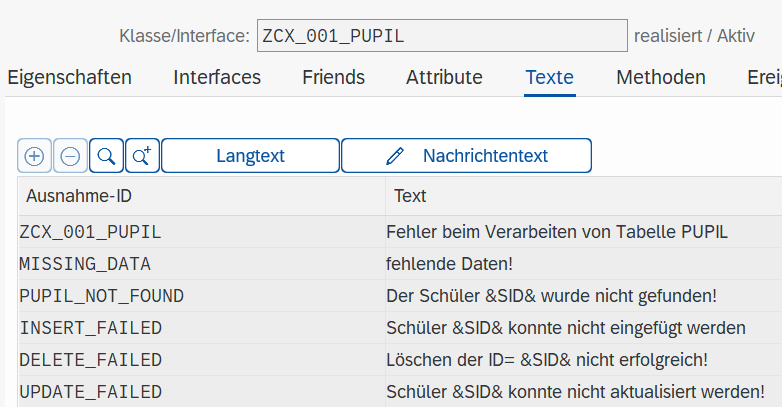 Klasse/Interface: ZCX_001_PUPIL realisiert / Aktiv
Eigenschaften Interfaces Friends Attribute Texte Methoden Erei
Langtext Nachrichtentext
Ausnahme-ID Text
ZCX_001_PUPIL Fehler beim Verarbeiten von Tabelle PUPIL
MISSING_DATA fehlende Daten!
PUPIL_NOT_FOUND Der Schüler &SID& wurde nicht gefunden!
INSERT_FAILED Schüler &SID& konnte nicht eingefügt werden
DELETE_FAILED Löschen der ID= &SID& nicht erfolgreich!
UPDATE_FAILED Schüler &SID& konnte nicht aktualisiert werden!